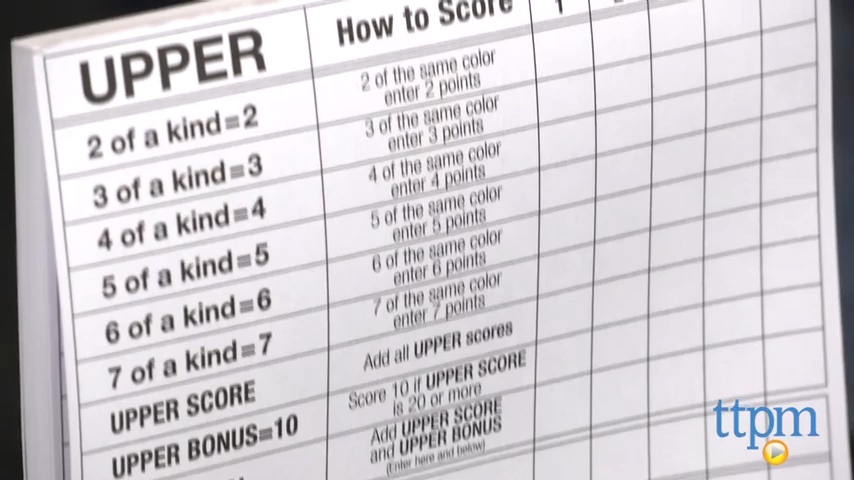 UPPER
How to Score
1
2 of a kind=2
2 of the same color
enter 2 points
3 of a kind=3
3 of the same color
enter 3 points
4 of a kind=4
4 of the same color
enter 4 points
5 of a kind=5
5 of the same color
enter 5 points
6 of a kind=6
6 of the same color
enter 6 points
7 of a kind=7
7 of the same color
enter 7 points
UPPER SCORE
Add all UPPER scores
UPPER BONUS=10
Score 10 if UPPER SCORE
is 20 or more
Add UPPER SCORE
and UPPER BONUS
(Enter here and below)
ttpm